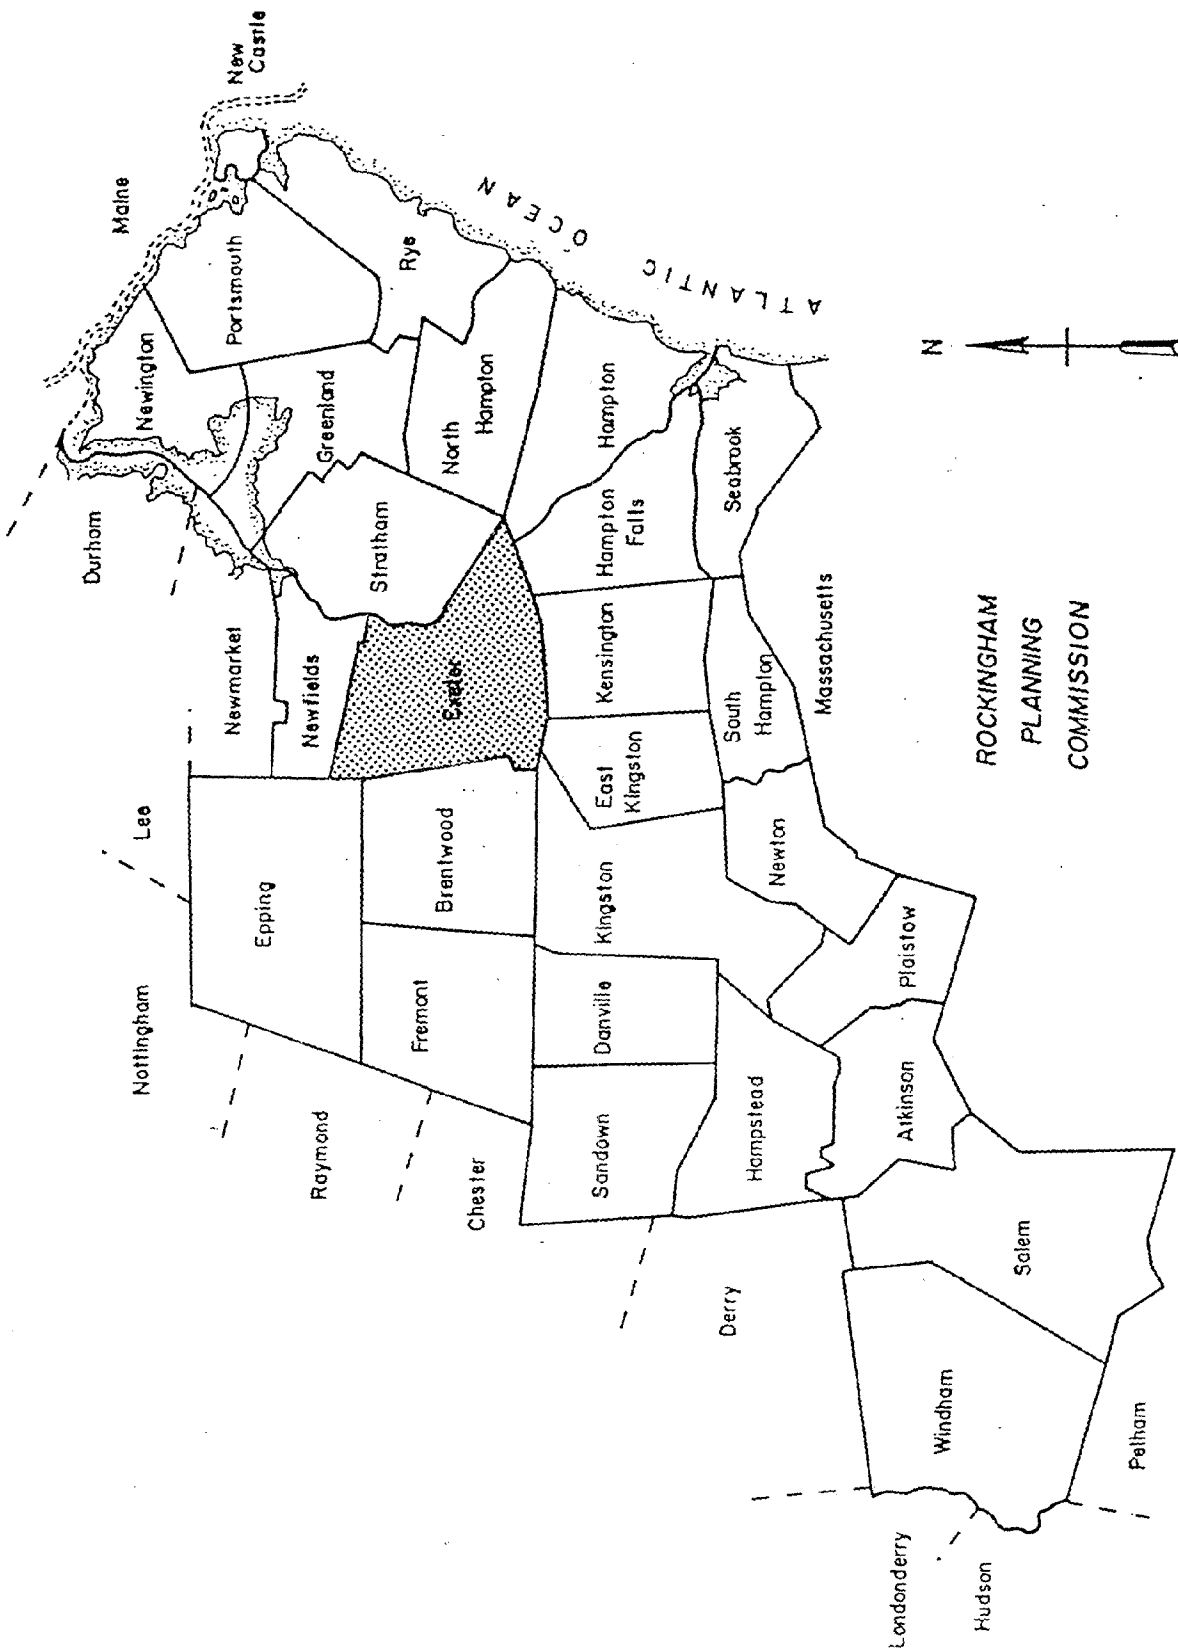 Maine
New
Castle
Durham
Newington
Portsmouth
Rye
Greenland
North
Hampton
Stratham
Newmarket
Newfields
Exeter
Hampton
Hampton
Falls
Seabrook
Kensington
South
Hampton
East
Kingston
Lee
Epping
Brentwood
Kingston
Newton
Nottingham
Fremont
Danville
Plaistow
Raymond
Chester
Sandown
Hampstead
Atkinson
Derry
Salem
Windham
Pelham
Londonderry
Hudson
Massachusetts
ATLANTIC OCEAN
N
ROCKINGHAM
PLANNING
COMMISSION